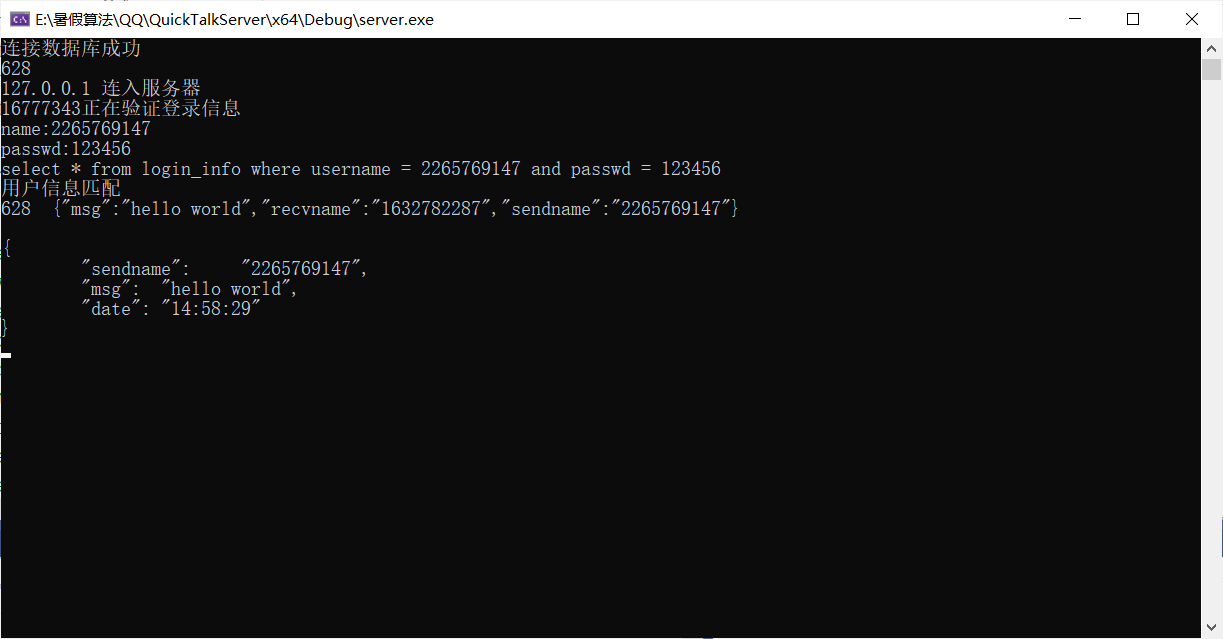 E:\暑假算法\QQ\QuickTalkServer\x64\Debug\server.exe
连接数据库成功
628
127.0.0.1 连入服务器
16777343正在验证登录信息
name:2265769147
passwd:123456
select * from login_info where username = 2265769147 and passwd = 123456
用户信息匹配
628  {"msg":"hello world","recvname":"1632782287","sendname":"2265769147"}
{
"sendname":     "2265769147",
"msg":  "hello world",
"date": "14:58:29"
}